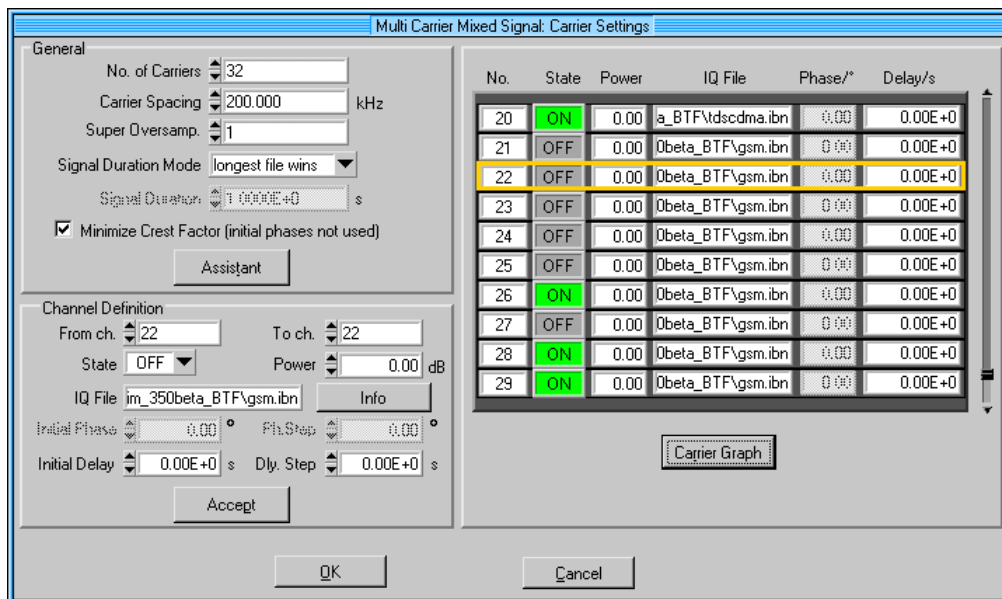 Multi Carrier Mixed Signal: Carrier Settings
General
No. of Carriers 32
Carrier Spacing 200.000 kHz
Super Oversamp. 1
Signal Duration Mode longest file wins
Signal Duration 1.0000E+0 s
Minimize Crest Factor (initial phases not used)
Assistant
Channel Definition
From ch. 22 To ch. 22
State OFF Power 0.00 dB
IQ File im_350beta_BTF\gsm.ibn Info
Initial Phase 0.00 ° Ph.Step 0.00 °
Initial Delay 0.00E+0 s Dly. Step 0.00E+0 s
Accept
No. State Power IQ File Phase/° Delay/s
20 ON 0.00 a_BTF\tdscdma.ibn 0.00 0.00E+0
21 OFF 0.00 0beta_BTF\gsm.ibn 0.00 0.00E+0
22 OFF 0.00 0beta_BTF\gsm.ibn 0.00 0.00E+0
23 OFF 0.00 0beta_BTF\gsm.ibn 0.00 0.00E+0
24 OFF 0.00 0beta_BTF\gsm.ibn 0.00 0.00E+0
25 OFF 0.00 0beta_BTF\gsm.ibn 0.00 0.00E+0
26 ON 0.00 0beta_BTF\gsm.ibn 0.00 0.00E+0
27 OFF 0.00 0beta_BTF\gsm.ibn 0.00 0.00E+0
28 ON 0.00 0beta_BTF\gsm.ibn 0.00 0.00E+0
29 ON 0.00 0beta_BTF\gsm.ibn 0.00 0.00E+0
Carrier Graph
OK Cancel